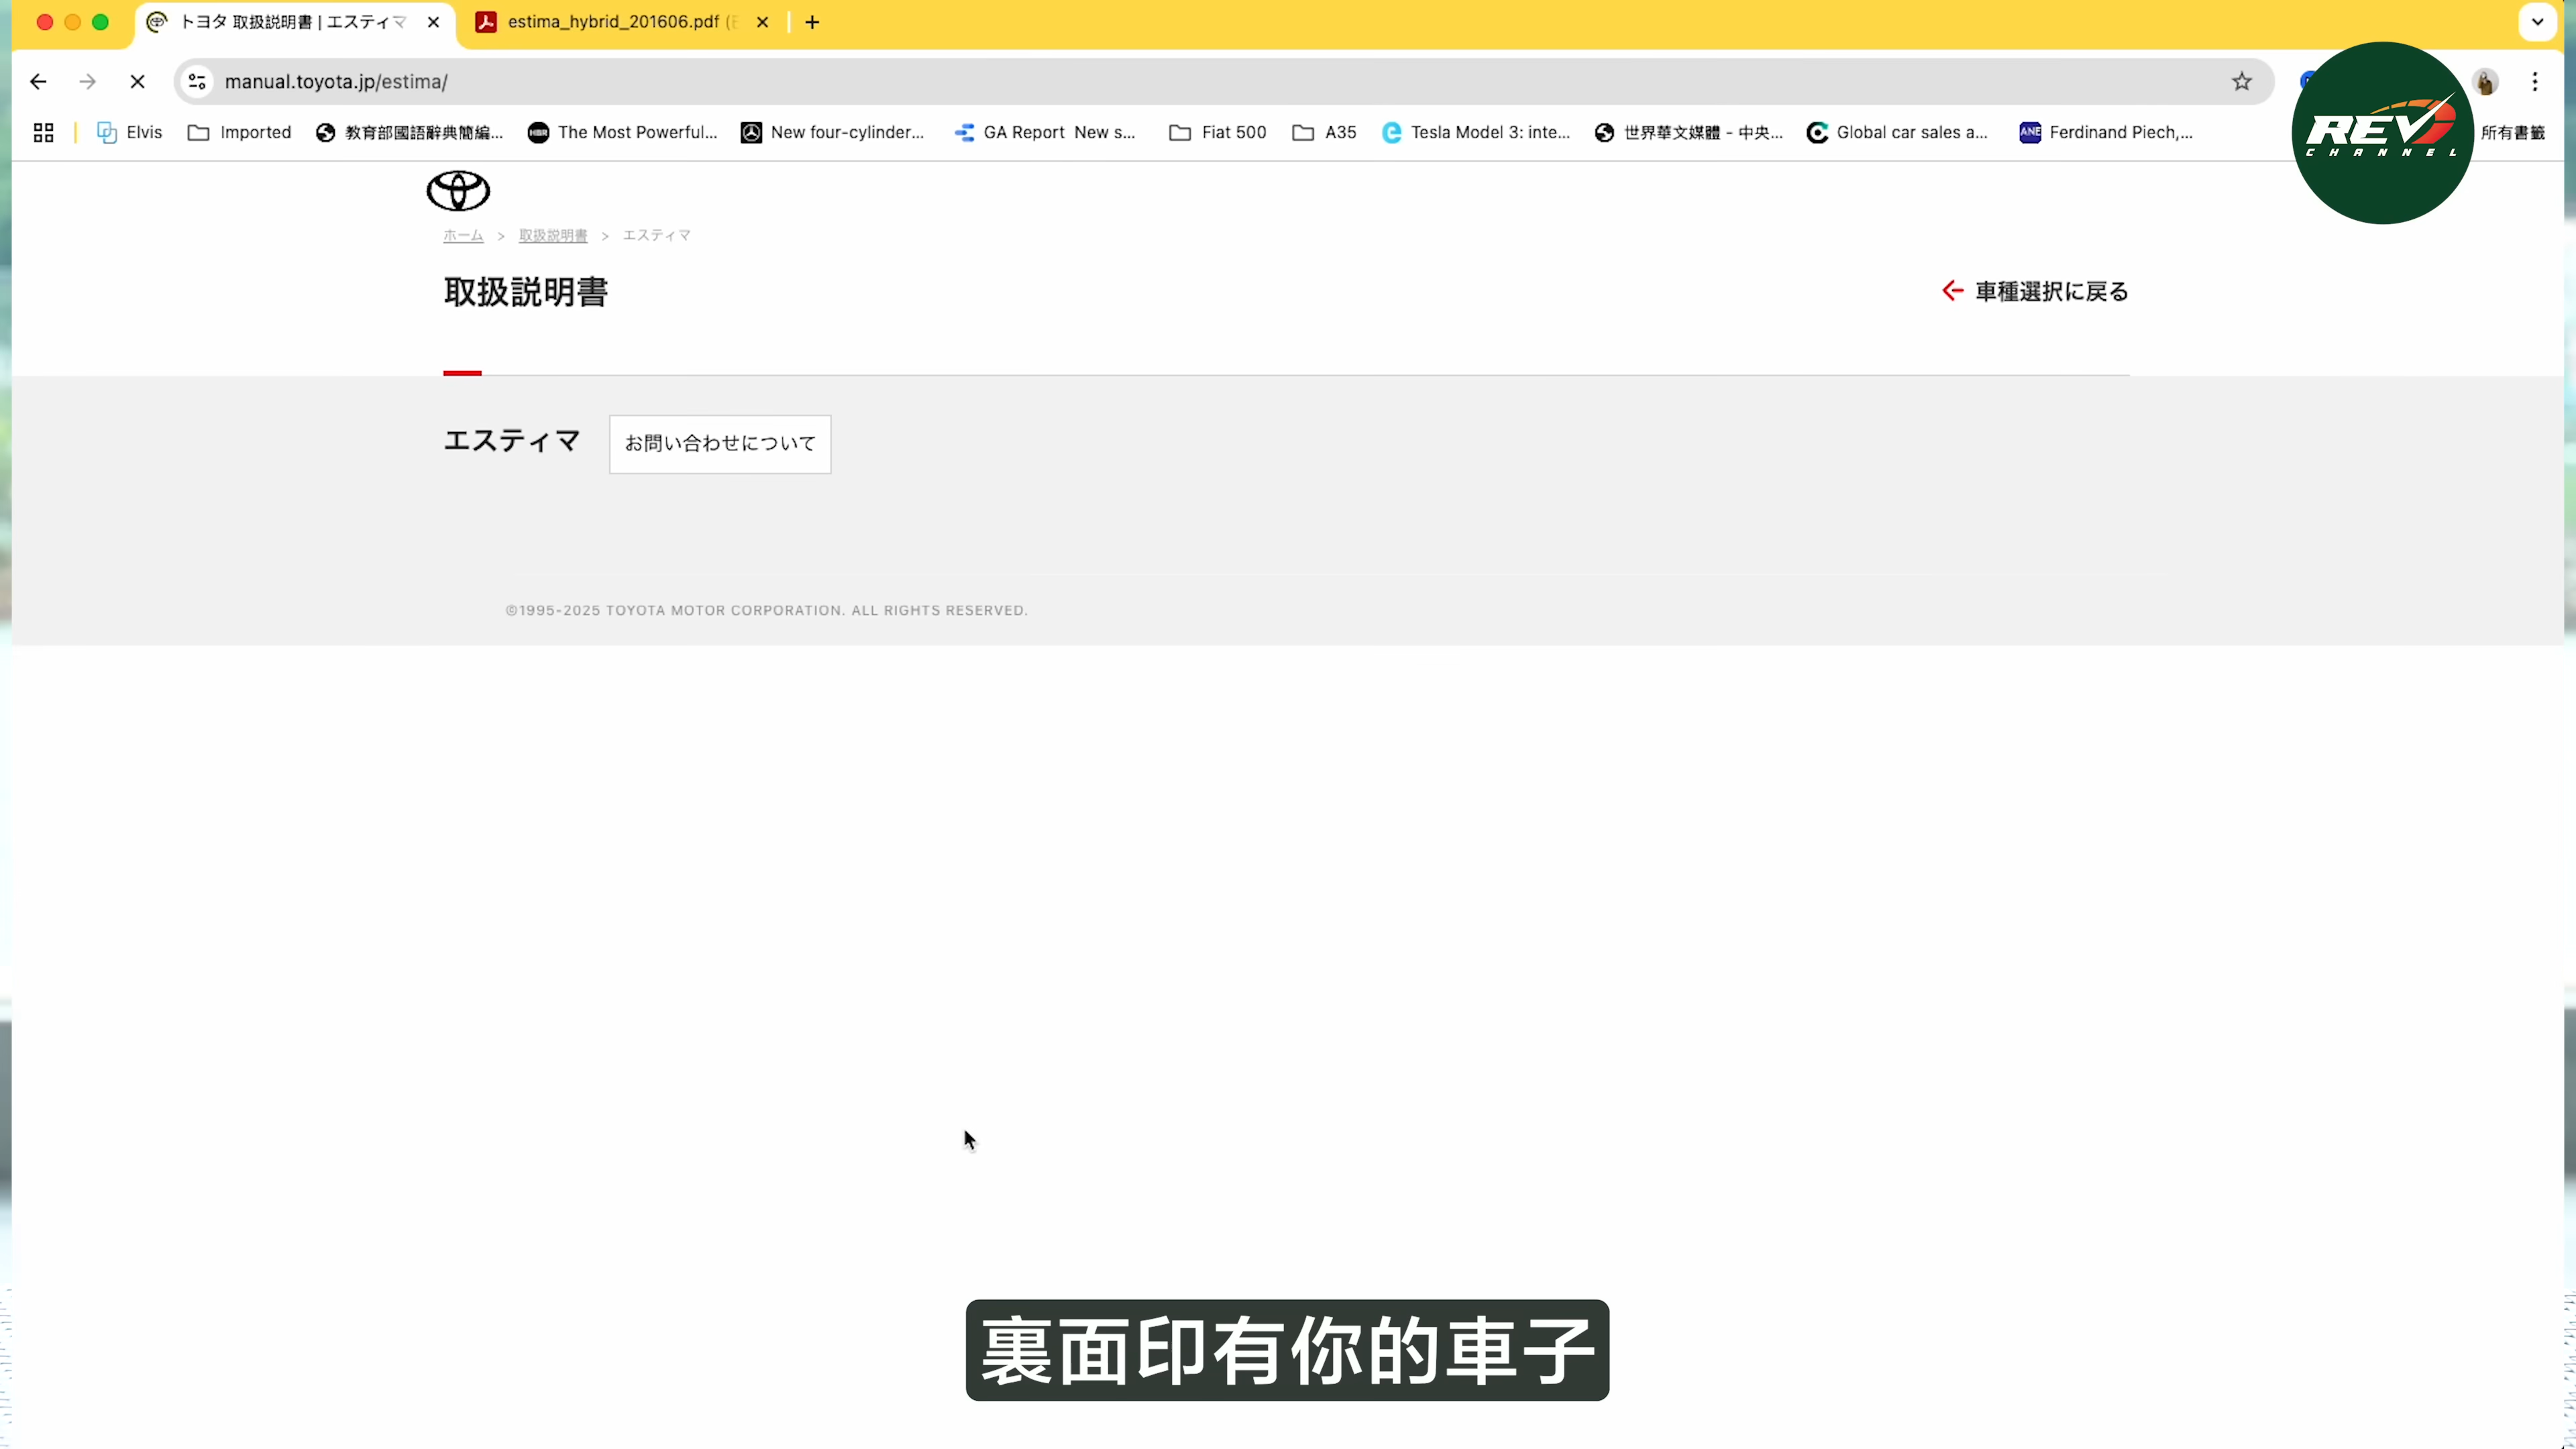 トヨタ 取扱説明書 | エスティマ
estima_hybrid_201606.pdf
manual.toyota.jp/estima/
Elvis
Imported
教育部國語辭典簡編...
The Most Powerful...
New four-cylinder...
GA Report New s...
Fiat 500
A35
Tesla Model 3: inte...
世界華文媒體 - 中央...
Global car sales a...
ANE
Ferdinand Piech,...
所有書籤
REV
CHANNEL
ホーム > 取扱説明書 > エスティマ
取扱説明書
車種選択に戻る
エスティマ
お問い合わせについて
©1995-2025 TOYOTA MOTOR CORPORATION. ALL RIGHTS RESERVED.
裏面印有你的車子